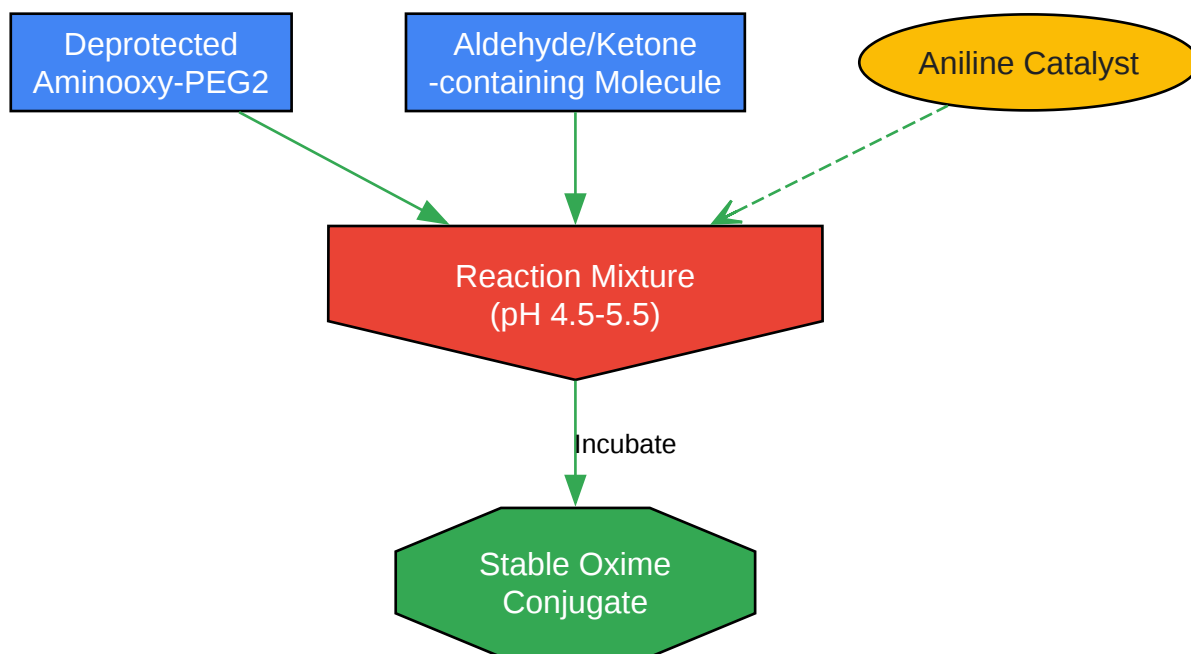 Deprotected
Aminooxy-PEG2
Aldehyde/Ketone
-containing Molecule
Aniline Catalyst
Reaction Mixture
(pH 4.5-5.5)
Incubate
Stable Oxime
Conjugate